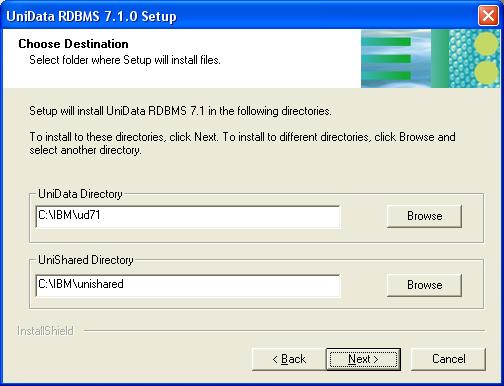 UniData RDBMS 7.1.0 Setup
Choose Destination
Select folder where Setup will install files.
Setup will install UniData RDBMS 7.1 in the following directories.
To install to these directories, click Next. To install to different directories, click Browse and
select another directory.
UniData Directory
C:\IBM\ud71
Browse
UniShared Directory
C:\IBM\unishared
Browse
InstallShield
< Back
Next >
Cancel